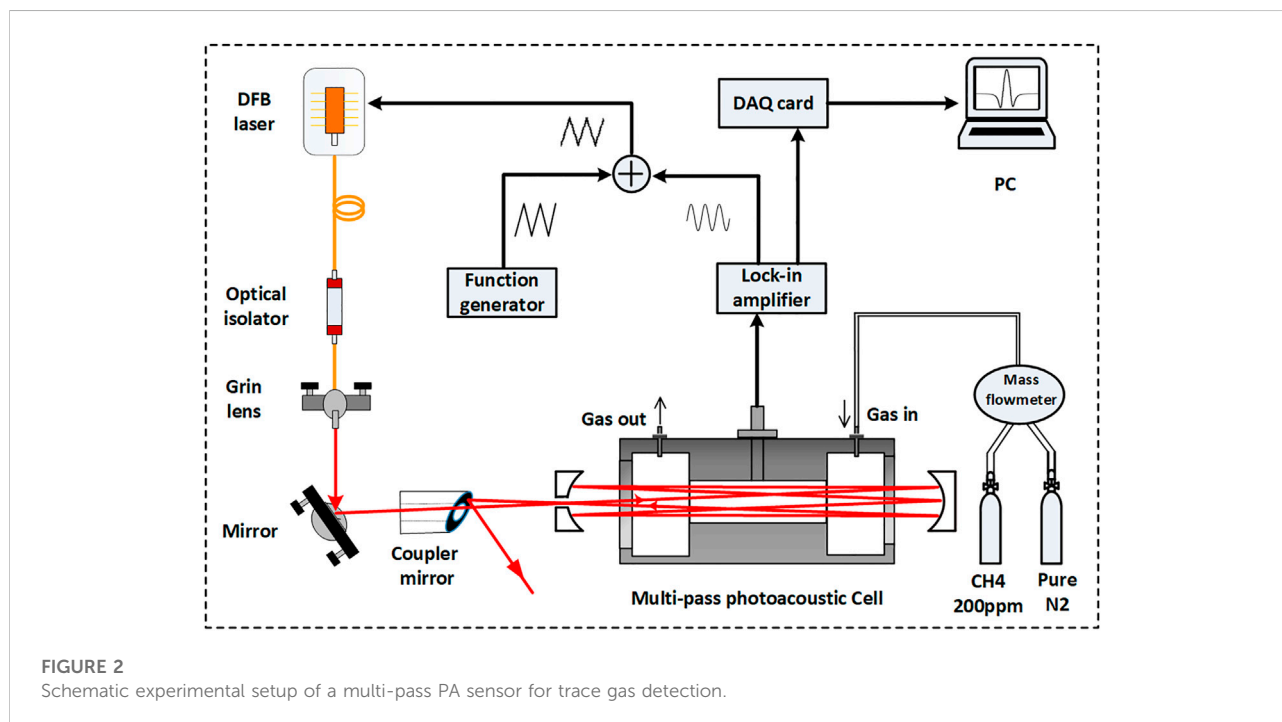 DFB
laser
DAQ card
PC
Function
generator
Lock-in
amplifier
Optical
isolator
Grin
lens
Mass
flowmeter
Gas out
Gas in
Mirror
Coupler
mirror
Multi-pass photoacoustic Cell
CH4
200ppm
Pure
N2
FIGURE 2
Schematic experimental setup of a multi-pass PA sensor for trace gas detection.